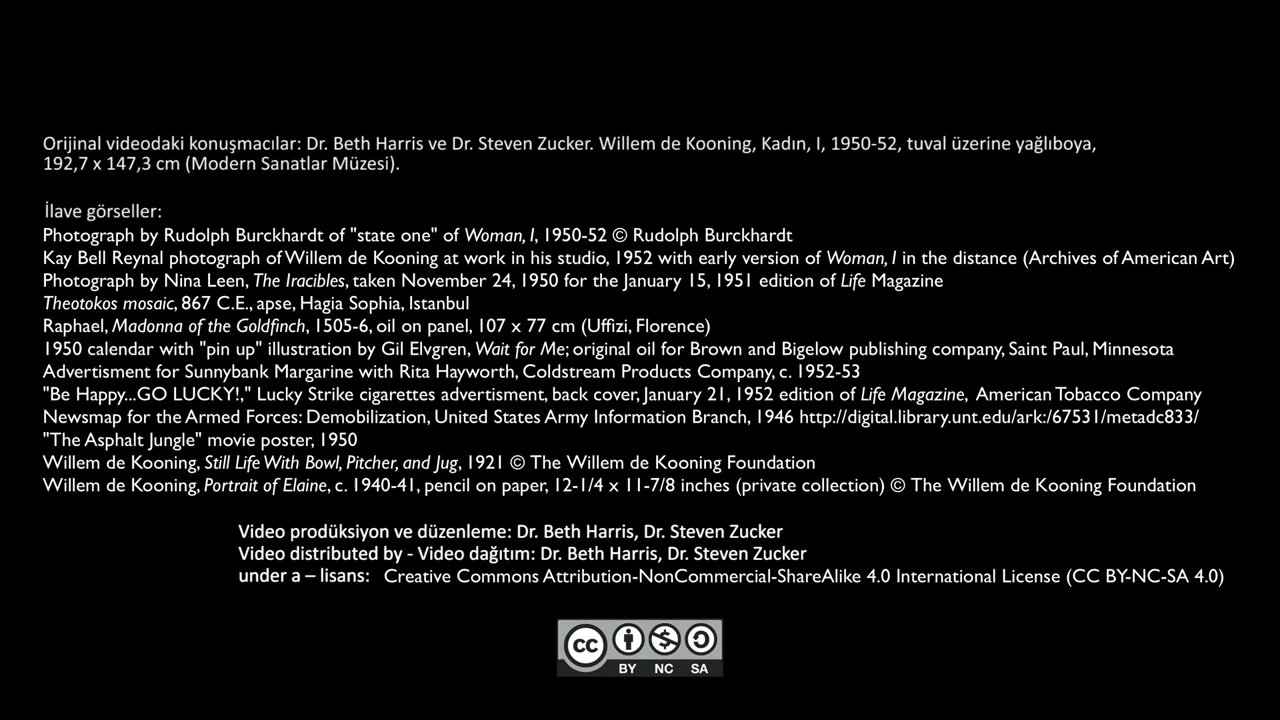 Orijinal videodaki konuşmacılar: Dr. Beth Harris ve Dr. Steven Zucker. Willem de Kooning, Kadın, I, 1950-52, tuval üzerine yağlıboya,
192,7 x 147,3 cm (Modern Sanatlar Müzesi).
İlave görseller:
Photograph by Rudolph Burckhardt of "state one" of Woman, I, 1950-52 © Rudolph Burckhardt
Kay Bell Reynal photograph of Willem de Kooning at work in his studio, 1952 with early version of Woman, I in the distance (Archives of American Art)
Photograph by Nina Leen, The Iracibles, taken November 24, 1950 for the January 15, 1951 edition of Life Magazine
Theotokos mosaic, 867 C.E., apse, Hagia Sophia, Istanbul
Raphael, Madonna of the Goldfinch, 1505-6, oil on panel, 107 x 77 cm (Uffizi, Florence)
1950 calendar with "pin up" illustration by Gil Elvgren, Wait for Me; original oil for Brown and Bigelow publishing company, Saint Paul, Minnesota
Advertisment for Sunnybank Margarine with Rita Hayworth, Coldstream Products Company, c. 1952-53
"Be Happy...GO LUCKY!," Lucky Strike cigarettes advertisment, back cover, January 21, 1952 edition of Life Magazine, American Tobacco Company
Newsmap for the Armed Forces: Demobilization, United States Army Information Branch, 1946 http://digital.library.unt.edu/ark:/67531/metadc833/
"The Asphalt Jungle" movie poster, 1950
Willem de Kooning, Still Life With Bowl, Pitcher, and Jug, 1921 © The Willem de Kooning Foundation
Willem de Kooning, Portrait of Elaine, c. 1940-41, pencil on paper, 12-1/4 x 11-7/8 inches (private collection) © The Willem de Kooning Foundation
Video prodüksiyon ve düzenleme: Dr. Beth Harris, Dr. Steven Zucker
Video distributed by - Video dağıtım: Dr. Beth Harris, Dr. Steven Zucker
under a – lisans: Creative Commons Attribution-NonCommercial-ShareAlike 4.0 International License (CC BY-NC-SA 4.0)
cc
BY NC SA